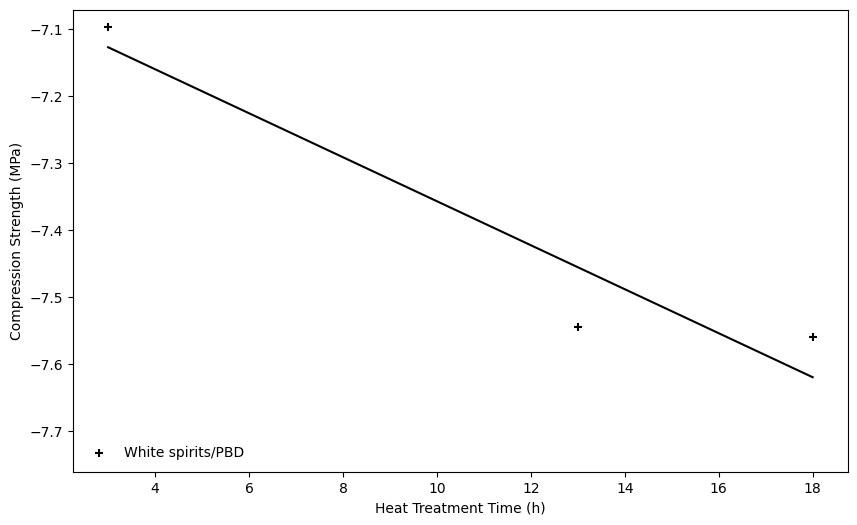 −7.1
−7.2
−7.3
−7.4
−7.5
−7.6
−7.7
Compression Strength (MPa)
White spirits/PBD
4 6 8 10 12 14 16 18
Heat Treatment Time (h)